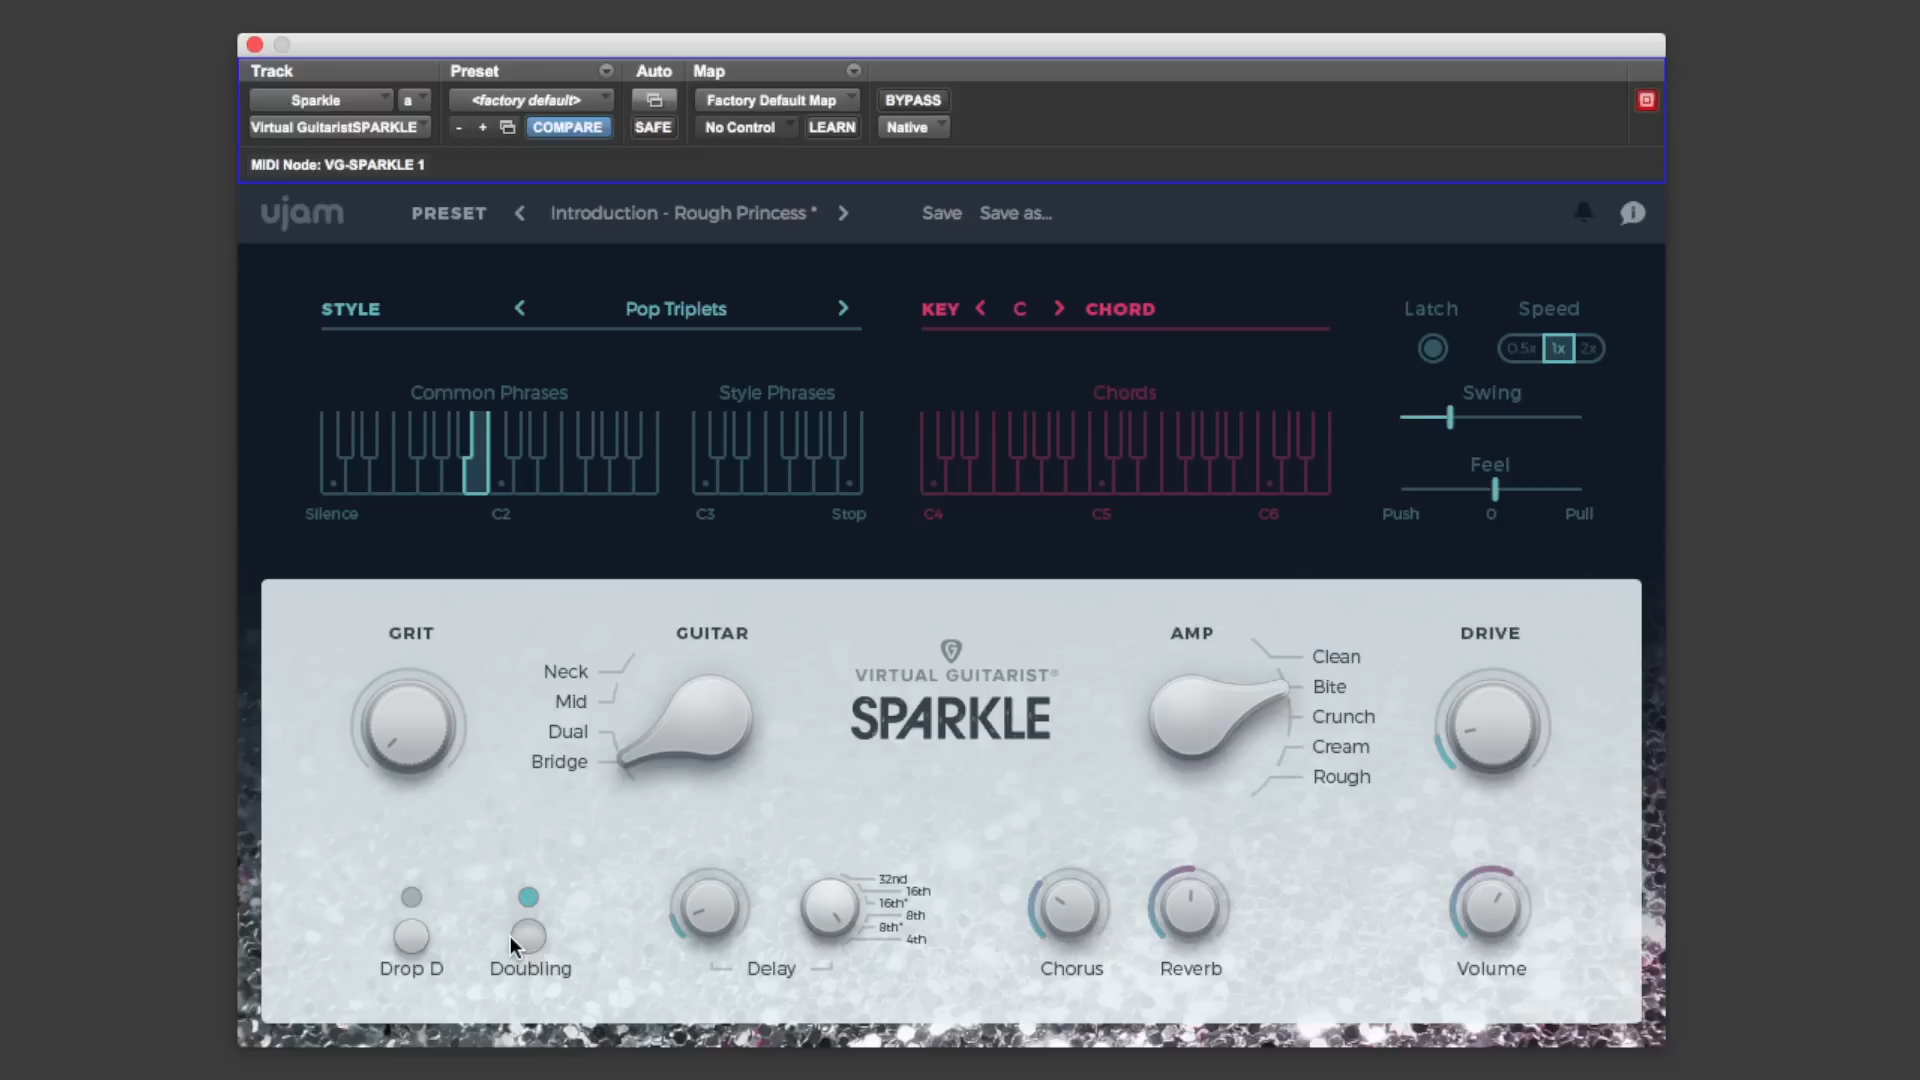 Track Preset Auto Map
Sparkle a <factory default> Factory Default Map BYPASS
Virtual GuitaristSPARKLE - + COMPARE SAFE No Control LEARN Native
MIDI Node: VG-SPARKLE 1
ujam PRESET Introduction - Rough Princess * Save Save as...
STYLE Pop Triplets KEY C CHORD Latch Speed
0.5x 1x 2x
Common Phrases Style Phrases Chords Swing
Feel
Silence C2 C3 Stop C4 C5 C6 Push 0 Pull
GRIT GUITAR AMP DRIVE
Neck
Mid
Dual
Bridge
VIRTUAL GUITARIST®
SPARKLE
Clean
Bite
Crunch
Cream
Rough
32nd
16th
16th*
8th
8th*
4th
Drop D Doubling Delay Chorus Reverb Volume